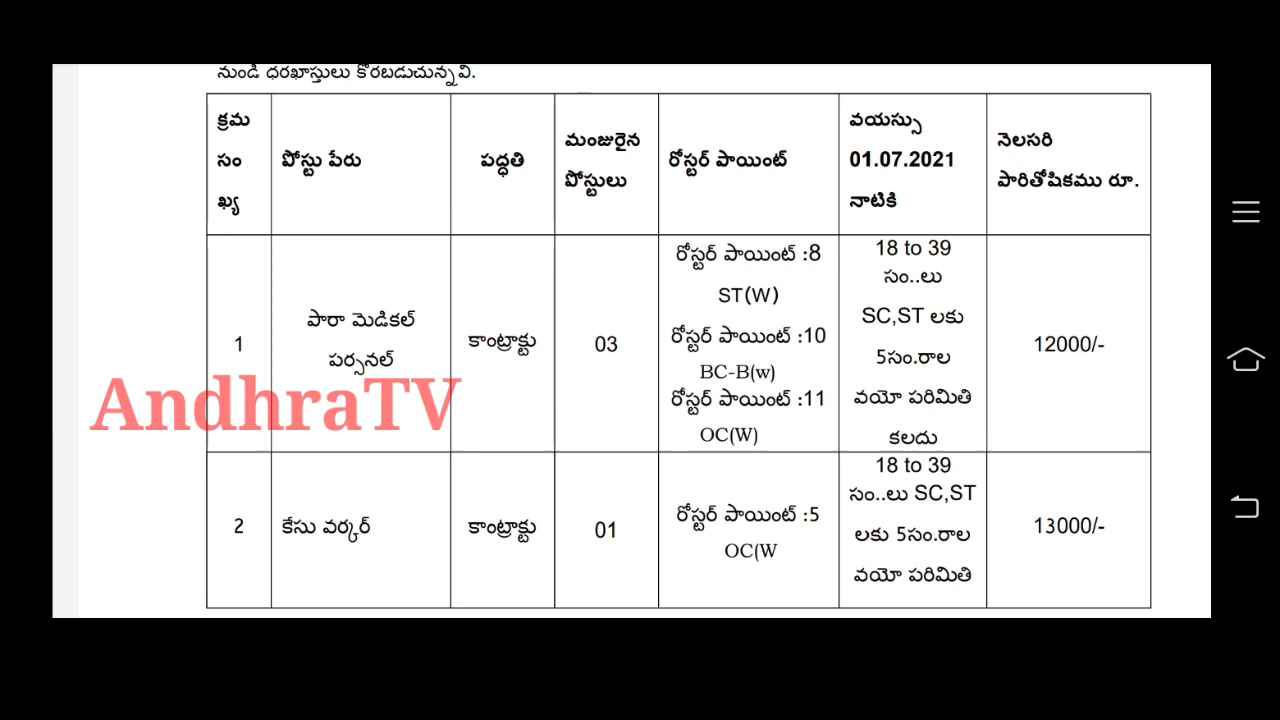 నుండి ధరఖాస్తులు కోరబడుచున్నవి.
క్రమ
సం
ఖ్య
పోస్టు పేరు
పద్ధతి
మంజురైన
పోస్టులు
రోస్టర్ పాయింట్
వయస్సు
01.07.2021
నాటికి
నెలసరి
పారితోషికము రూ.
1
పారా మెడికల్
పర్సనల్
కాంట్రాక్టు
03
రోస్టర్ పాయింట్ :8
ST(W)
రోస్టర్ పాయింట్ :10
BC-B(w)
రోస్టర్ పాయింట్ :11
OC(W)
18 to 39
సం..లు
SC,ST లకు
5సం.రాల
వయో పరిమితి
కలదు
12000/-
AndhraTV
2
కేసు వర్కర్
కాంట్రాక్టు
01
రోస్టర్ పాయింట్ :5
OC(W
18 to 39
సం..లు SC,ST
లకు 5సం.రాల
వయో పరిమితి
13000/-